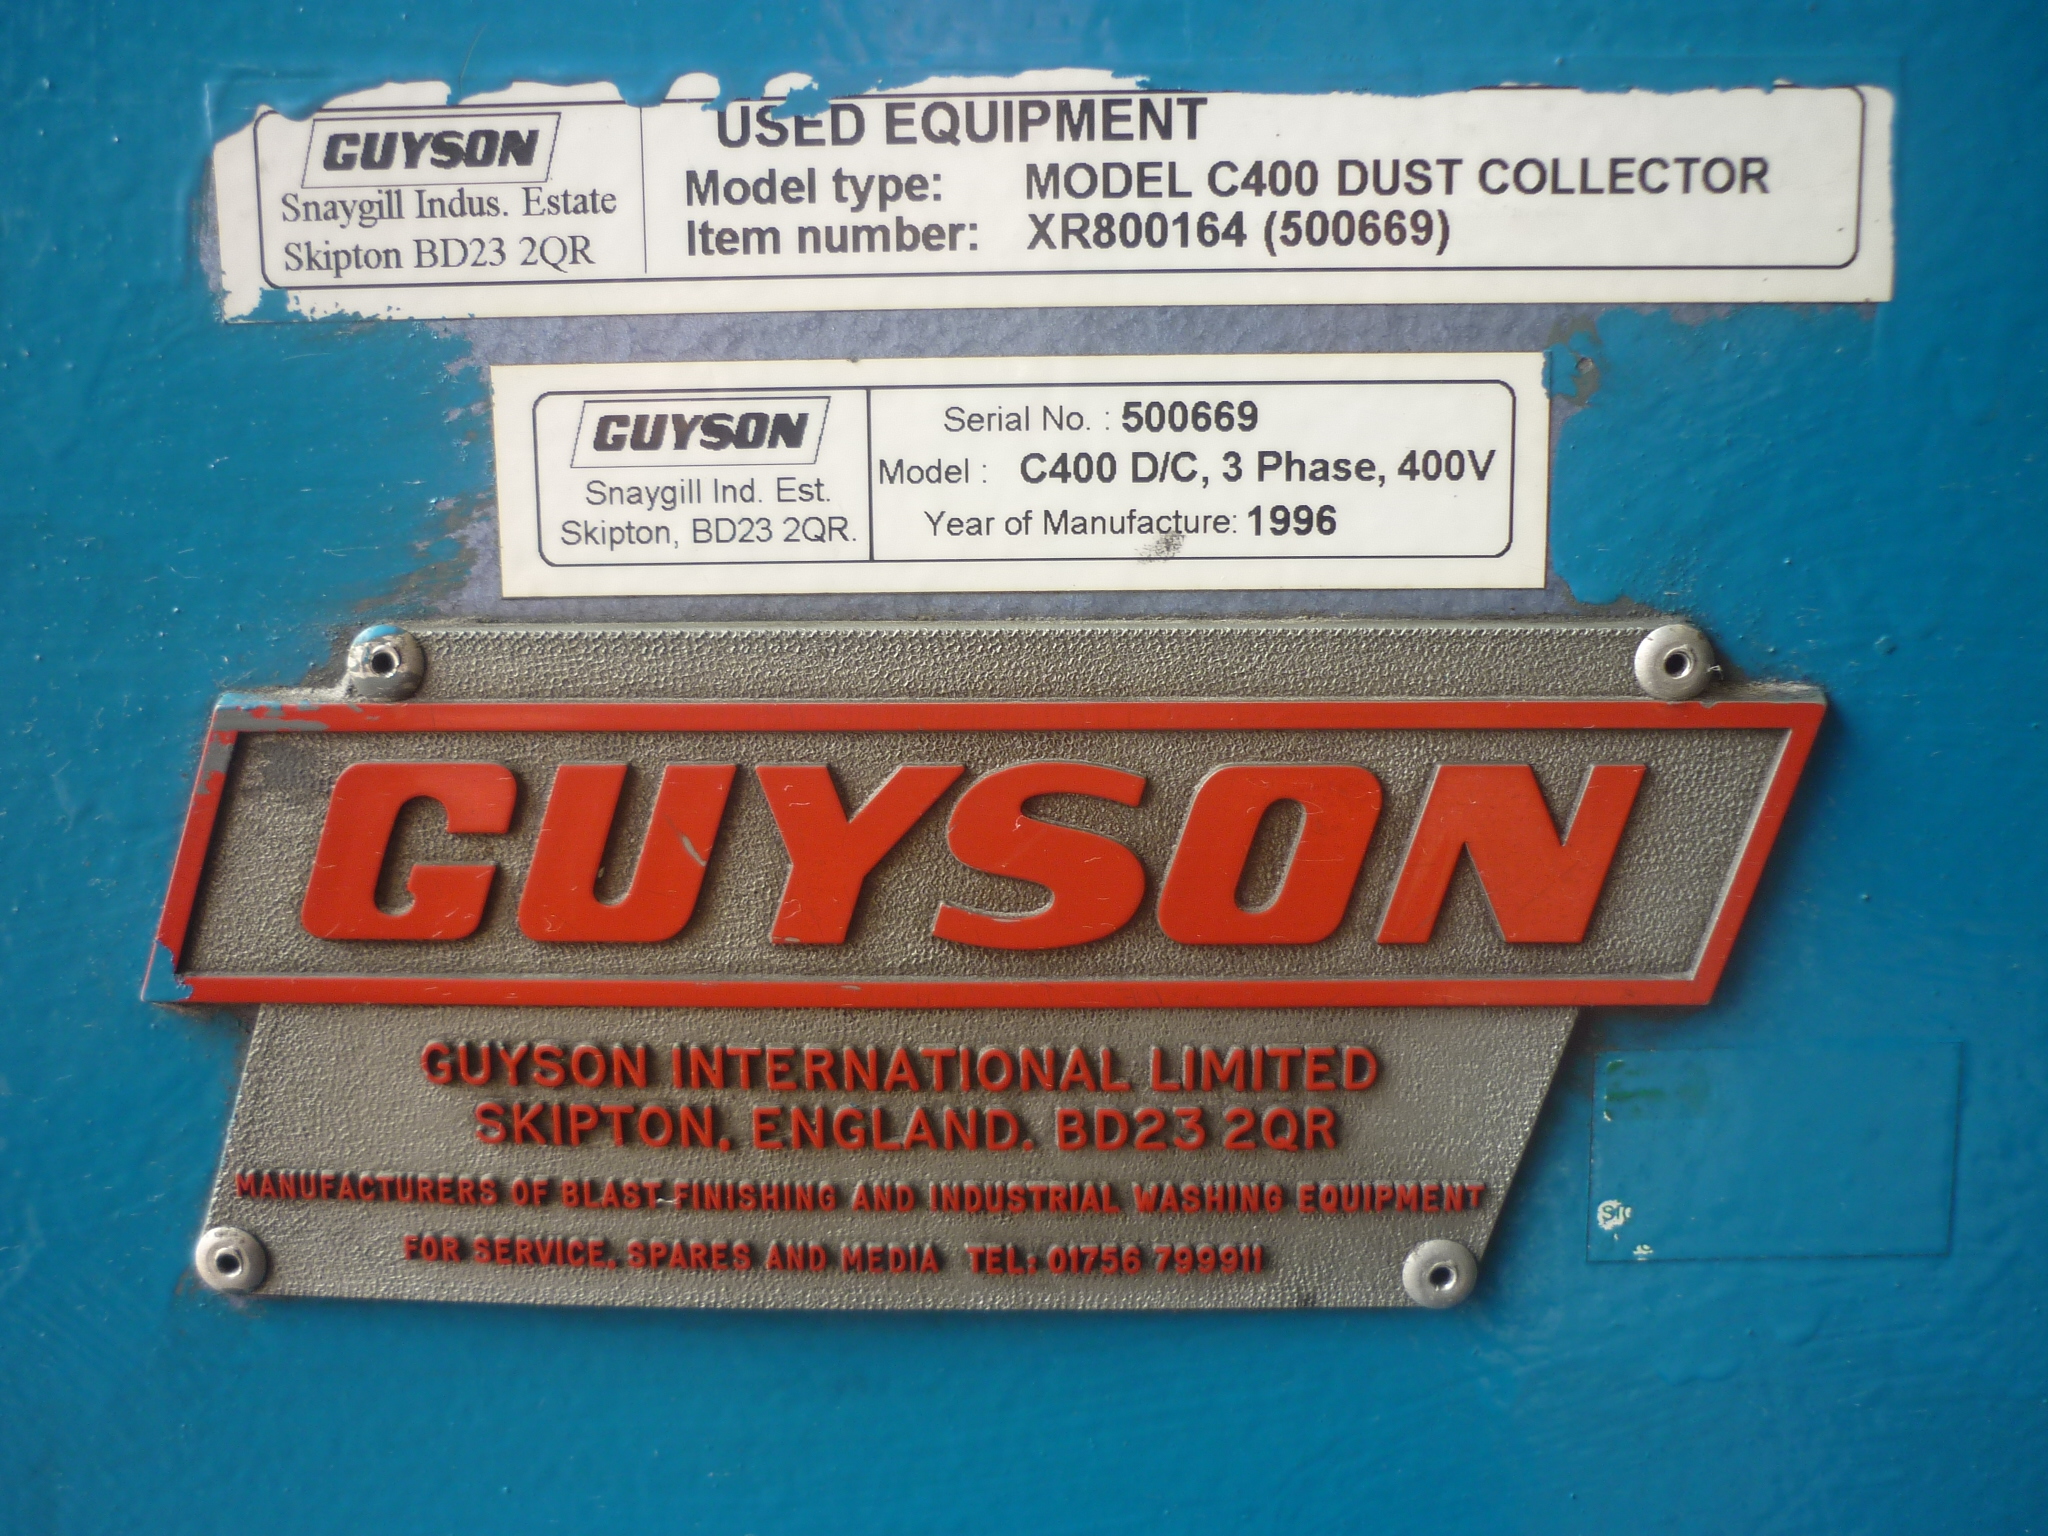 GUYSON
Snaygill Indus. Estate
Skipton BD23 2QR
USED EQUIPMENT
Model type: MODEL C400 DUST COLLECTOR
Item number: XR800164 (500669)
GUYSON
Snaygill Ind. Est.
Skipton, BD23 2QR.
Serial No. : 500669
Model : C400 D/C, 3 Phase, 400V
Year of Manufacture: 1996
GUYSON
GUYSON INTERNATIONAL LIMITED
SKIPTON, ENGLAND. BD23 2QR
MANUFACTURERS OF BLAST FINISHING AND INDUSTRIAL WASHING EQUIPMENT
FOR SERVICE, SPARES AND MEDIA TEL: 01756 799911